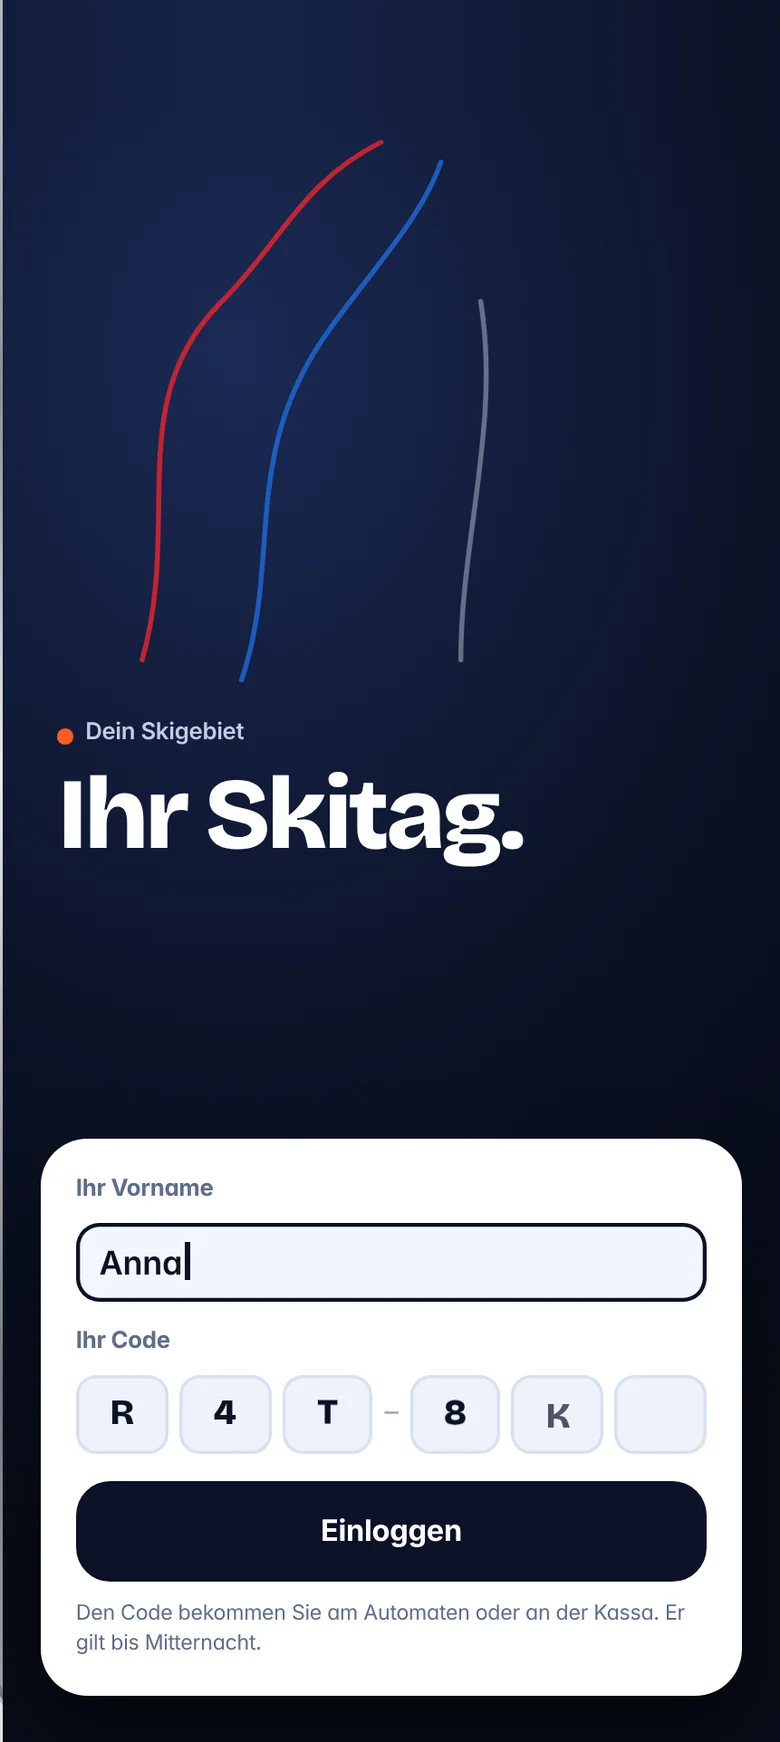 Dein Skigebiet
Ihr Skitag.
Ihr Vorname
Anna
Ihr Code
R 4 T – 8 K
Einloggen
Den Code bekommen Sie am Automaten oder an der Kassa. Er
gilt bis Mitternacht.